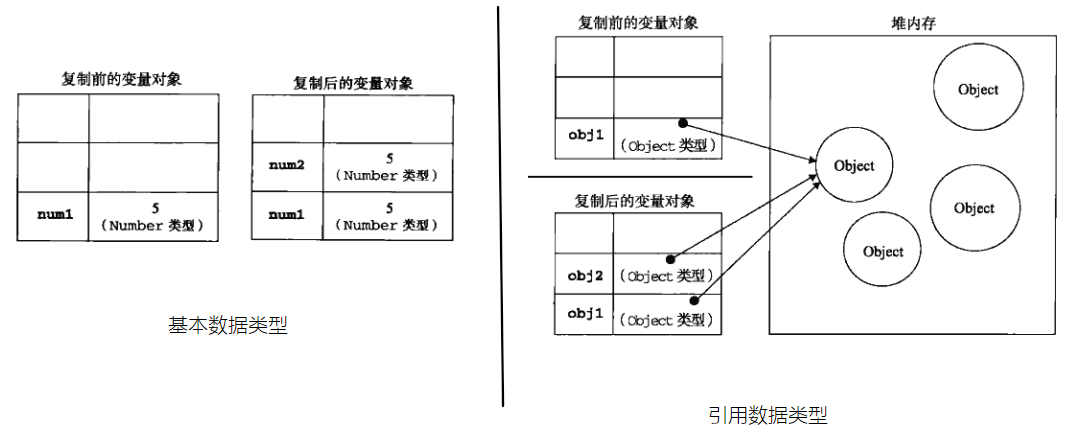 复制前的变量对象
num1
5
(Number 类型)
复制后的变量对象
num2
5
(Number 类型)
num1
5
(Number 类型)
基本数据类型
复制前的变量对象
obj1
(Object 类型)
复制后的变量对象
obj2
(Object 类型)
obj1
(Object 类型)
堆内存
Object
Object
Object
Object
引用数据类型